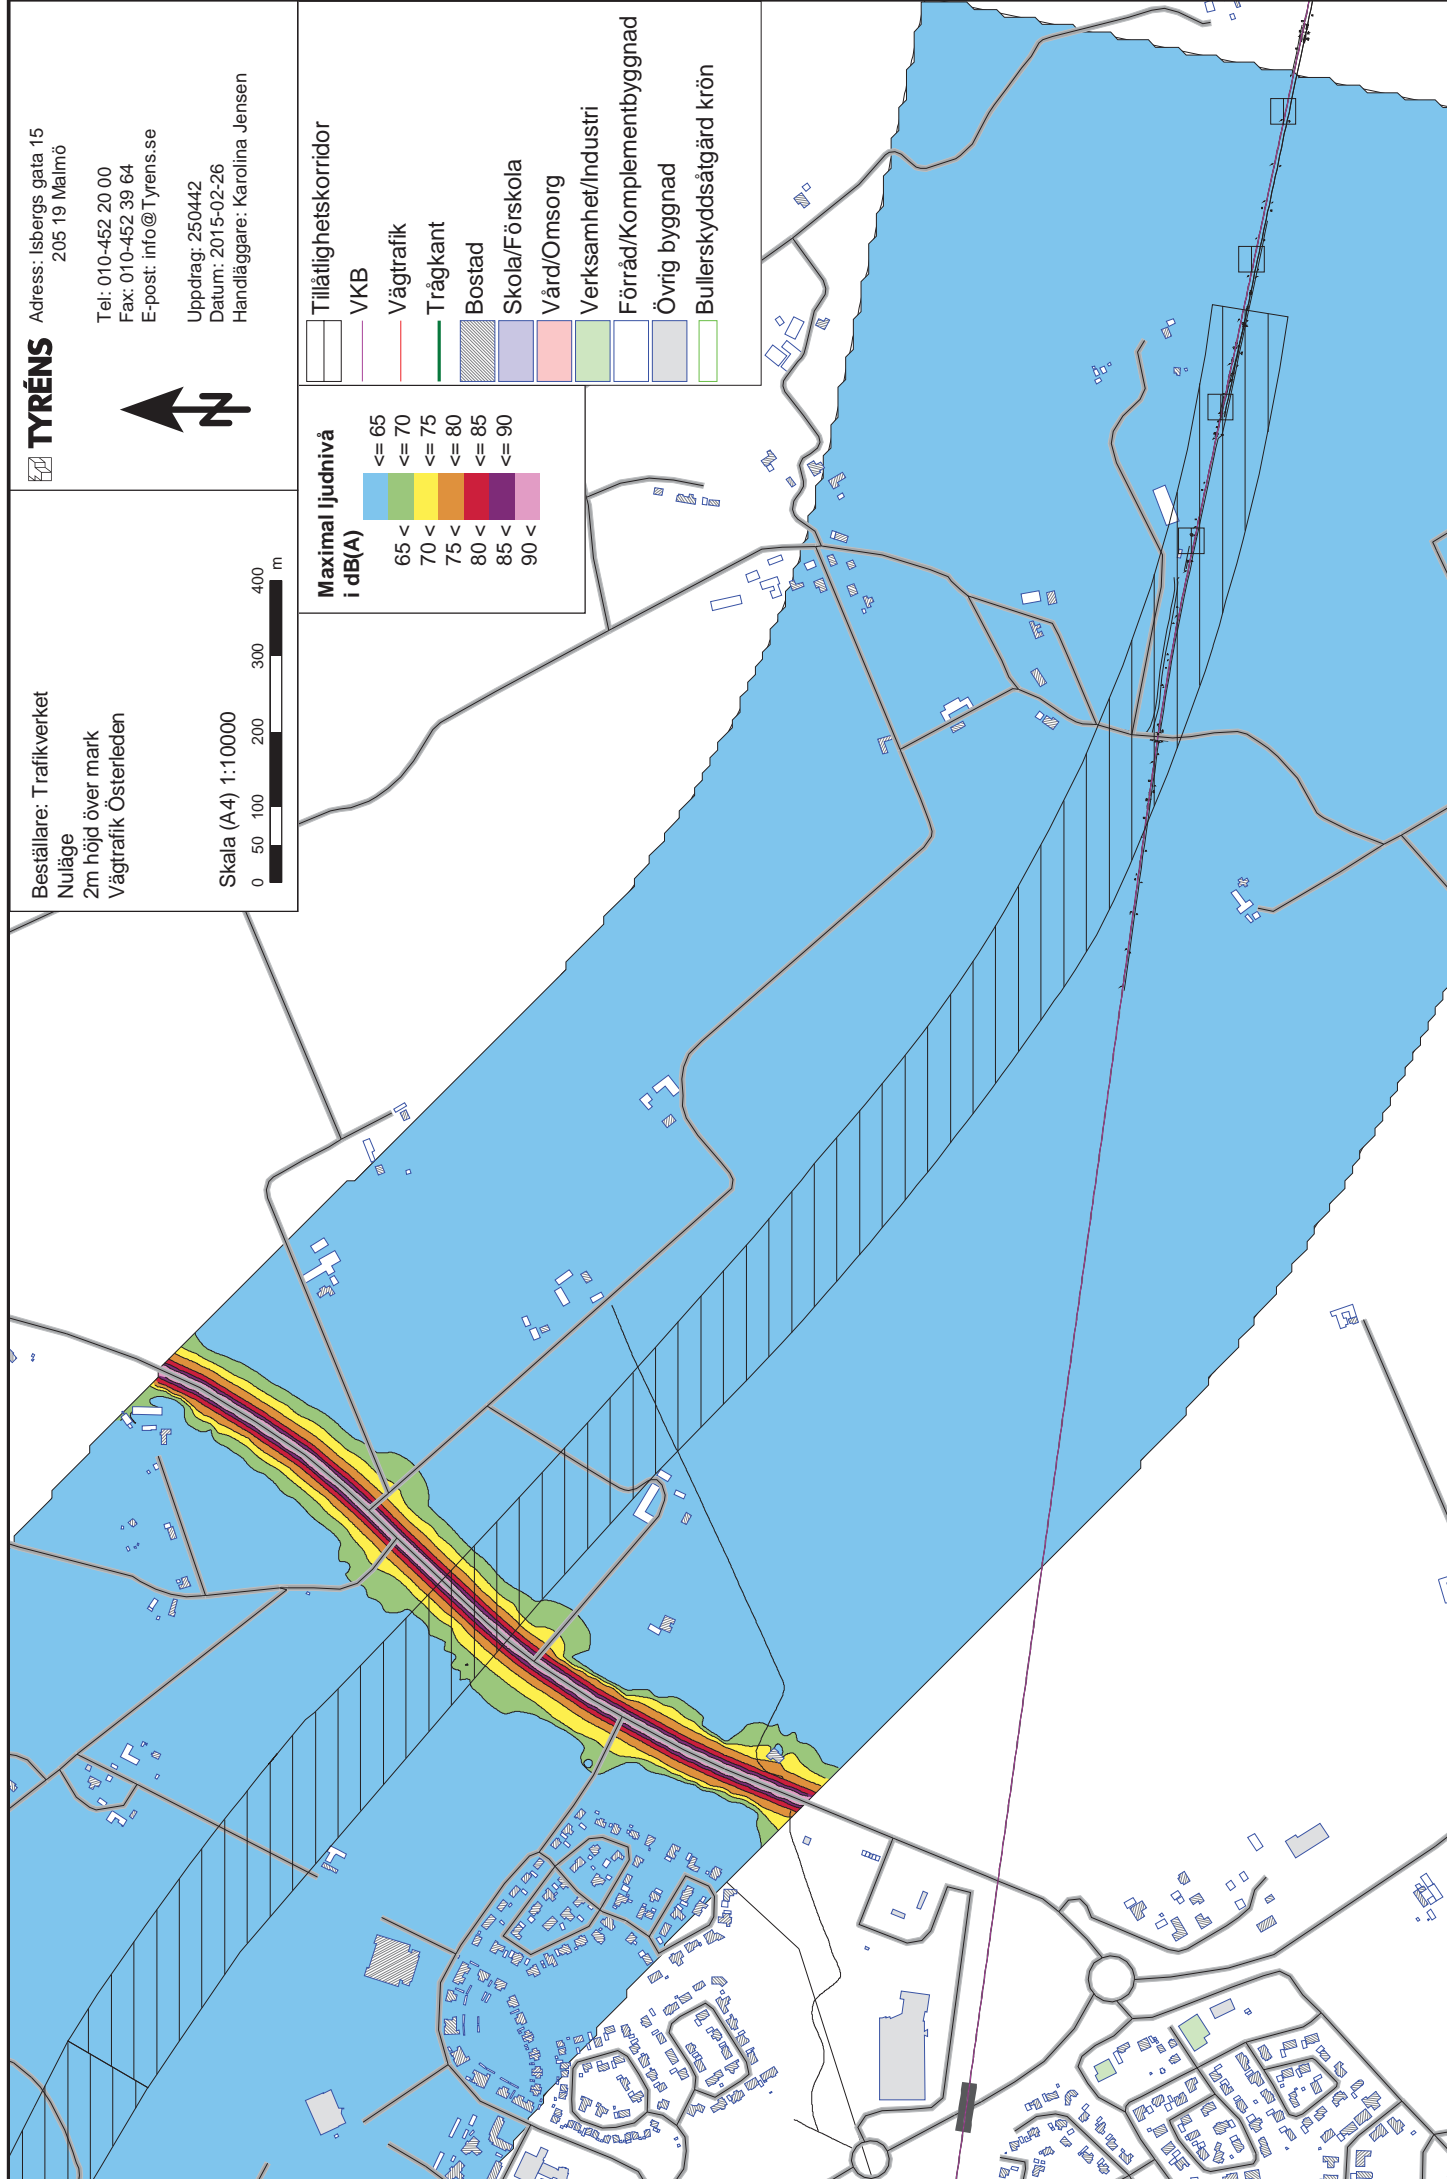 Beställare: Trafikverket
Nuläge
2m höjd över mark
Vägtrafik Österleden
Skala (A4) 1:10000
0 50 100 200 300 400
m
TYRÉNS
Adress: Isbergs gata 15
205 19 Malmö
Tel: 010-452 20 00
Fax: 010-452 39 64
E-post: info@Tyrens.se
Uppdrag: 250442
Datum: 2015-02-26
Handläggare: Karolina Jensen
N
Maximal ljudnivå
i dB(A)
<= 65
65 < <= 70
70 < <= 75
75 < <= 80
80 < <= 85
85 < <= 90
90 <
Tillåtlighetskorridor
VKB
Vägtrafik
Trågkant
Bostad
Skola/Förskola
Vård/Omsorg
Verksamhet/Industri
Förråd/Komplementbyggnad
Övrig byggnad
Bullerskyddsåtgärd krön